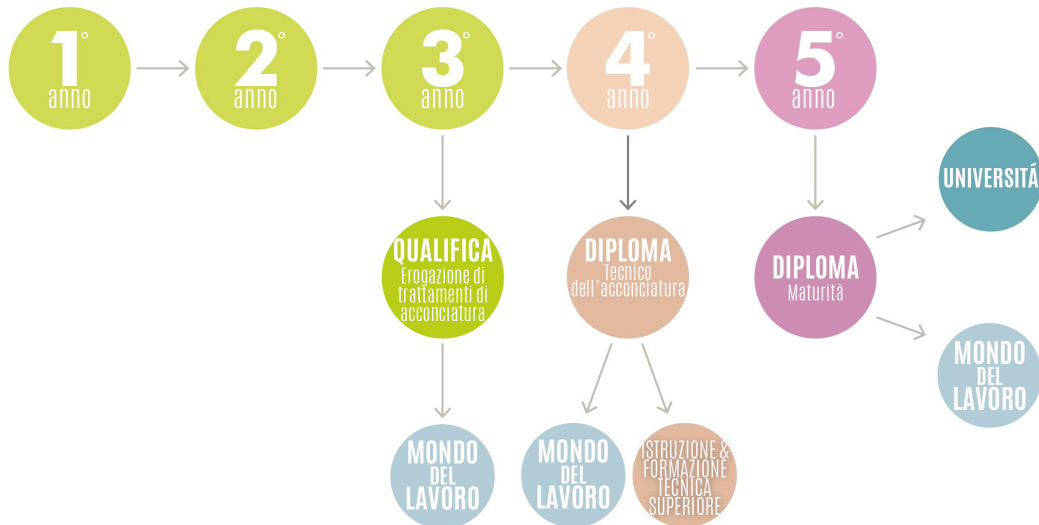 1°
anno
2°
anno
3°
anno
4°
anno
5°
anno
UNIVERSITÁ
QUALIFICA
Erogazione di
trattamenti di
acconciatura
DIPLOMA
Tecnico
dell'acconciatura
DIPLOMA
Maturità
MONDO
DEL
LAVORO
MONDO
DEL
LAVORO
MONDO
DEL
LAVORO
ISTRUZIONE &
FORMAZIONE
TECNICA
SUPERIORE